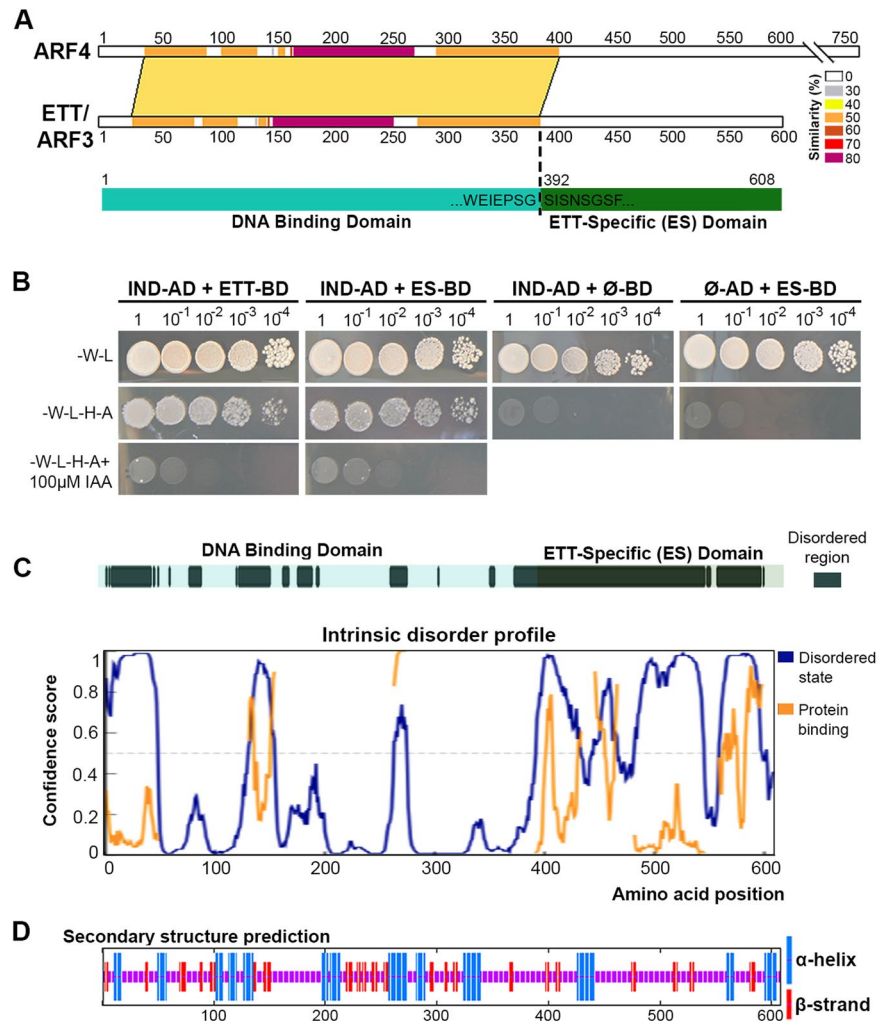 A
1 50 100 150 200 250 300 350 400 450 500 550 600 750
ARF4
ETT/
ARF3
1 50 100 150 200 250 300 350 400 450 500 550 600
Similarity (%)
0
30
40
50
60
70
80
1 392 608
...WEIEPSG SISNSGSF...
DNA Binding Domain ETT-Specific (ES) Domain
B
IND-AD + ETT-BD IND-AD + ES-BD IND-AD + Ø-BD Ø-AD + ES-BD
1 10-1 10-2 10-3 10-4 1 10-1 10-2 10-3 10-4 1 10-1 10-2 10-3 10-4 1 10-1 10-2 10-3 10-4
-W-L
-W-L-H-A
-W-L-H-A+
100µM IAA
C
DNA Binding Domain ETT-Specific (ES) Domain
Disordered
region
Intrinsic disorder profile
Confidence score
1
0.8
0.6
0.4
0.2
0
0 100 200 300 400 500 600
Amino acid position
Disordered
state
Protein
binding
D
Secondary structure prediction
100 200 300 400 500 600
α-helix
β-strand